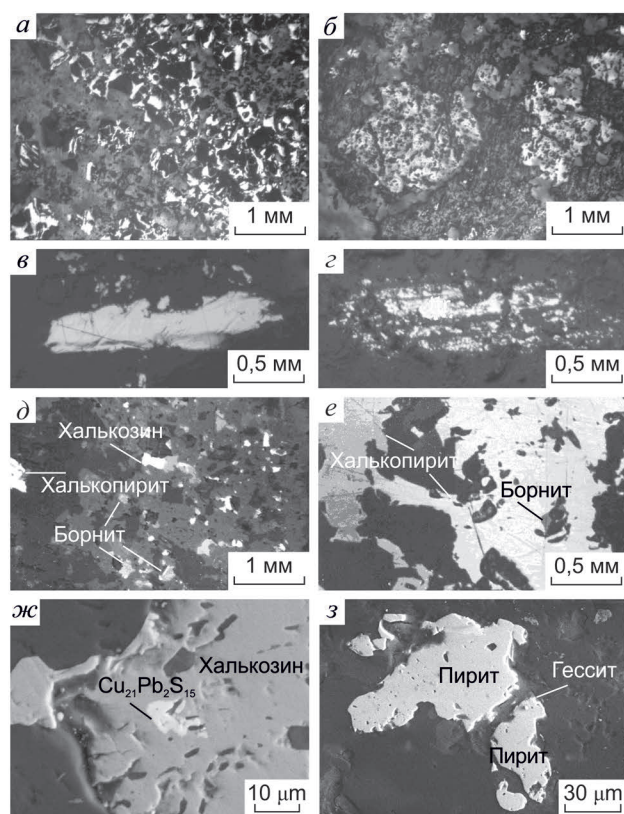 а
б
1 мм
1 мм
в
г
0,5 мм
0,5 мм
д
е
Халькозин
Халькопирит
Борнит
1 мм
Халькопирит
Борнит
0,5 мм
ж
з
Халькозин
Cu₂₁Pb₂S₁₅
10 µm
Пирит
Гессит
Пирит
30 µm